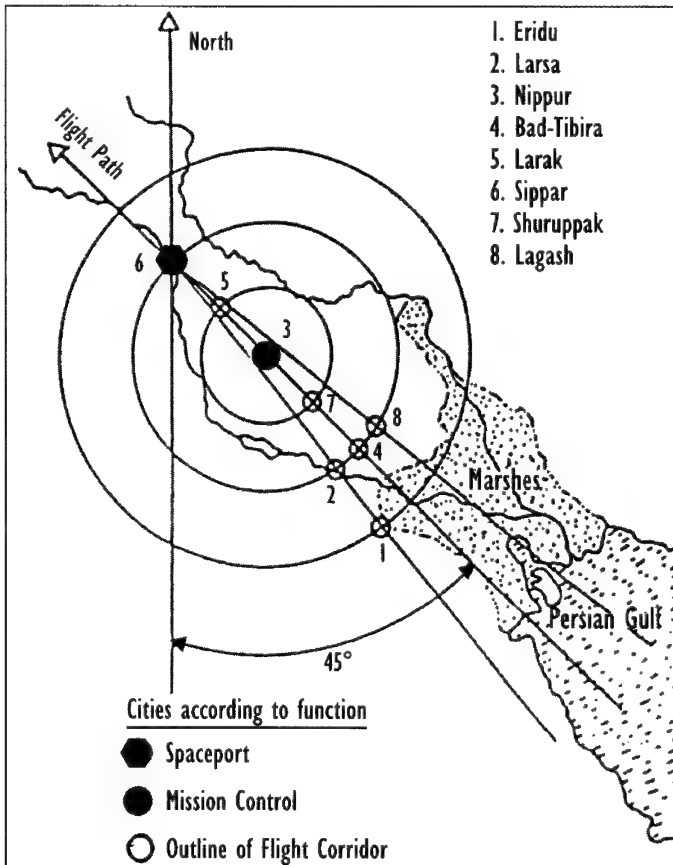 North
Flight Path
1. Eridu
2. Larsa
3. Nippur
4. Bad-Tibira
5. Larak
6. Sippar
7. Shuruppak
8. Lagash
6
5
3
7
8
4
2
1
Marshes
Persian Gulf
45°
Cities according to function
Spaceport
Mission Control
Outline of Flight Corridor